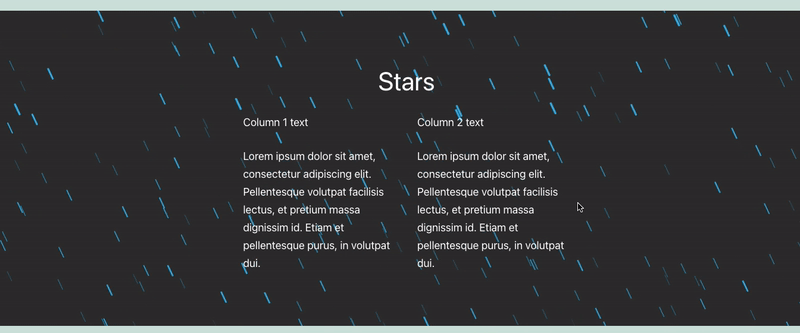 Stars
Column 1 text
Lorem ipsum dolor sit amet,
consectetur adipiscing elit.
Pellentesque volutpat facilisis
lectus, et pretium massa
dignissim id. Etiam et
pellentesque purus, in volutpat
dui.
Column 2 text
Lorem ipsum dolor sit amet,
consectetur adipiscing elit.
Pellentesque volutpat facilisis
lectus, et pretium massa
dignissim id. Etiam et
pellentesque purus, in volutpat
dui.